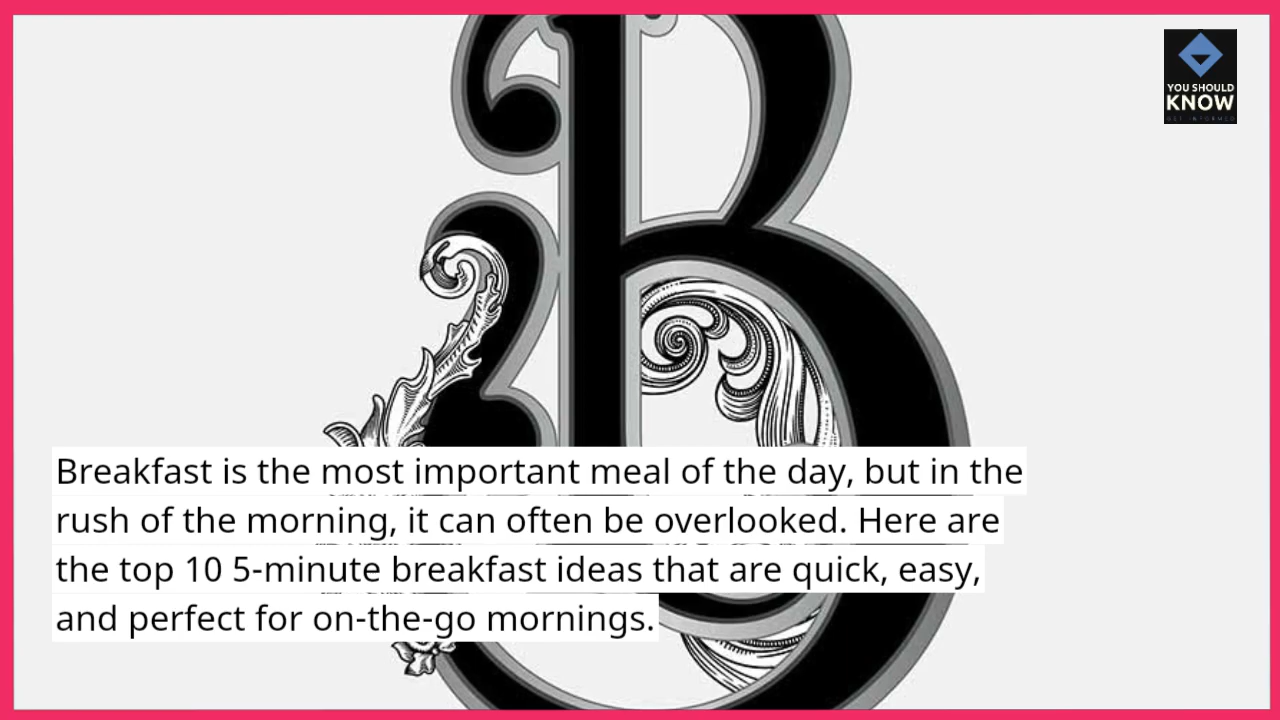 B
YOU SHOULD
KNOW
GET INFORMED
Breakfast is the most important meal of the day, but in the
rush of the morning, it can often be overlooked. Here are
the top 10 5-minute breakfast ideas that are quick, easy,
and perfect for on-the-go mornings.